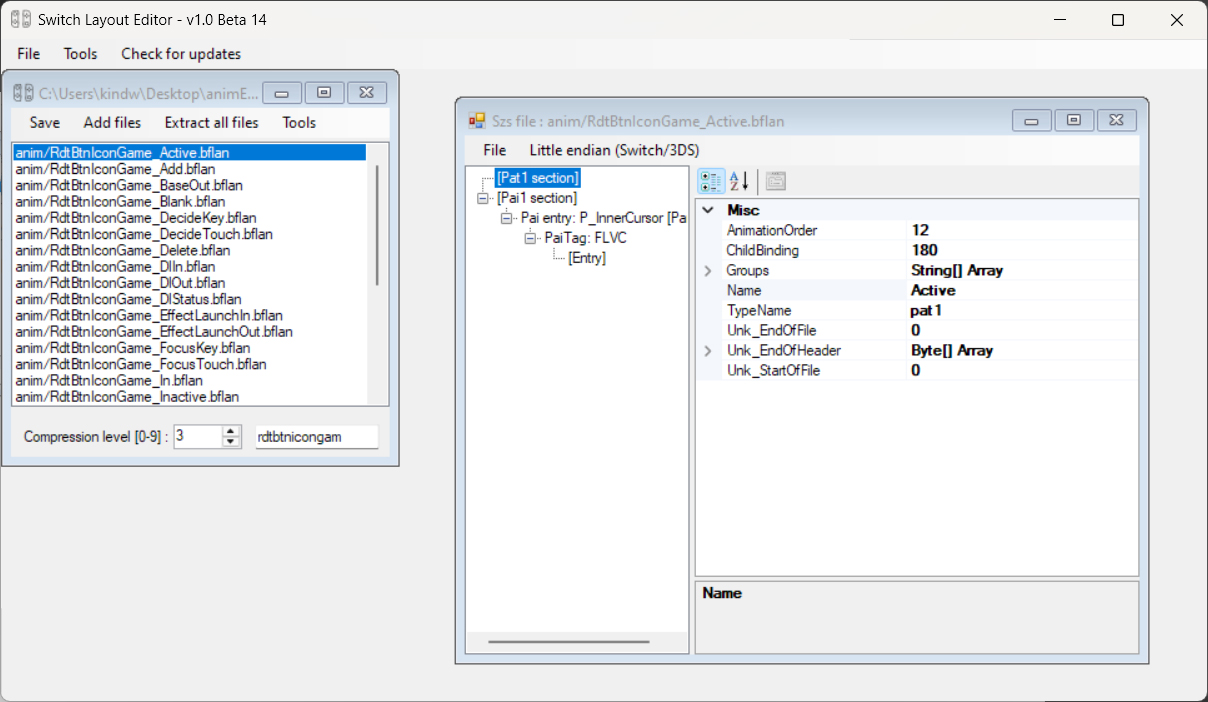 Switch Layout Editor - v1.0 Beta 14
File Tools Check for updates
C:\Users\kindw\Desktop\animE...
Save Add files Extract all files Tools
anim/RdtBtnIconGame_Active.bflan
anim/RdtBtnIconGame_Add.bflan
anim/RdtBtnIconGame_BaseOut.bflan
anim/RdtBtnIconGame_Blank.bflan
anim/RdtBtnIconGame_DecideKey.bflan
anim/RdtBtnIconGame_DecideTouch.bflan
anim/RdtBtnIconGame_Delete.bflan
anim/RdtBtnIconGame_DlIn.bflan
anim/RdtBtnIconGame_DlOut.bflan
anim/RdtBtnIconGame_DlStatus.bflan
anim/RdtBtnIconGame_EffectLaunchIn.bflan
anim/RdtBtnIconGame_EffectLaunchOut.bflan
anim/RdtBtnIconGame_FocusKey.bflan
anim/RdtBtnIconGame_FocusTouch.bflan
anim/RdtBtnIconGame_In.bflan
anim/RdtBtnIconGame_Inactive.bflan
Compression level [0-9] : 3 rdtbtnicongam
Szs file : anim/RdtBtnIconGame_Active.bflan
File Little endian (Switch/3DS)
[Pat1 section]
[Pai1 section]
Pai entry: P_InnerCursor [Pa
PaiTag: FLVC
[Entry]
Misc
AnimationOrder 12
ChildBinding 180
Groups String[] Array
Name Active
TypeName pat1
Unk_EndOfFile 0
Unk_EndOfHeader Byte[] Array
Unk_StartOfFile 0
Name